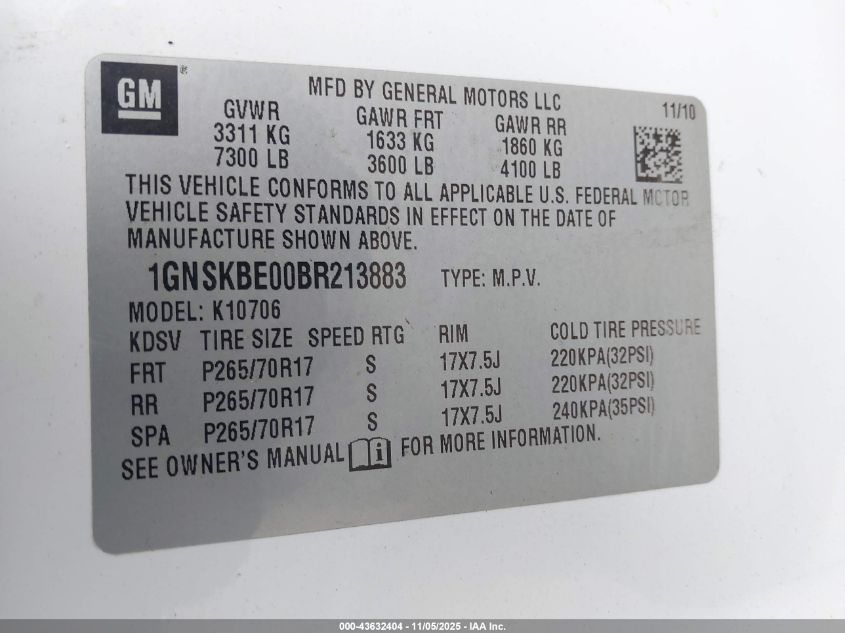 GM®
MFD BY GENERAL MOTORS LLC
11/10
GVWR GAWR FRT GAWR RR
3311 KG 1633 KG 1860 KG
7300 LB 3600 LB 4100 LB
THIS VEHICLE CONFORMS TO ALL APPLICABLE U.S. FEDERAL MOTOR
VEHICLE SAFETY STANDARDS IN EFFECT ON THE DATE OF
MANUFACTURE SHOWN ABOVE.
1GNSKBE00BR213883 TYPE: M.P.V.
MODEL: K10706
KDSV TIRE SIZE SPEED RTG RIM COLD TIRE PRESSURE
FRT P265/70R17 S 17X7.5J 220KPA(32PSI)
RR P265/70R17 S 17X7.5J 220KPA(32PSI)
SPA P265/70R17 S 17X7.5J 240KPA(35PSI)
SEE OWNER'S MANUAL i FOR MORE INFORMATION.
000-43632404 - 11/05/2025 - IAA Inc.